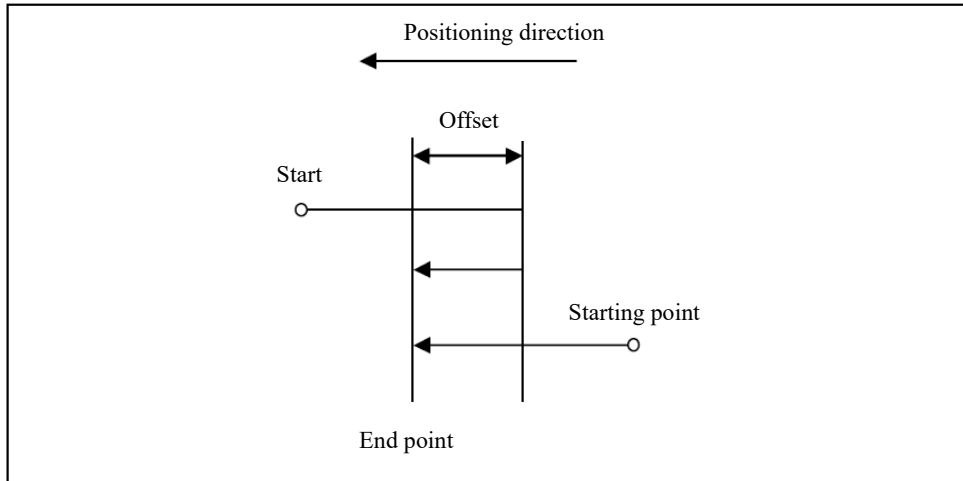 Positioning direction
Offset
Start
Starting point
End point